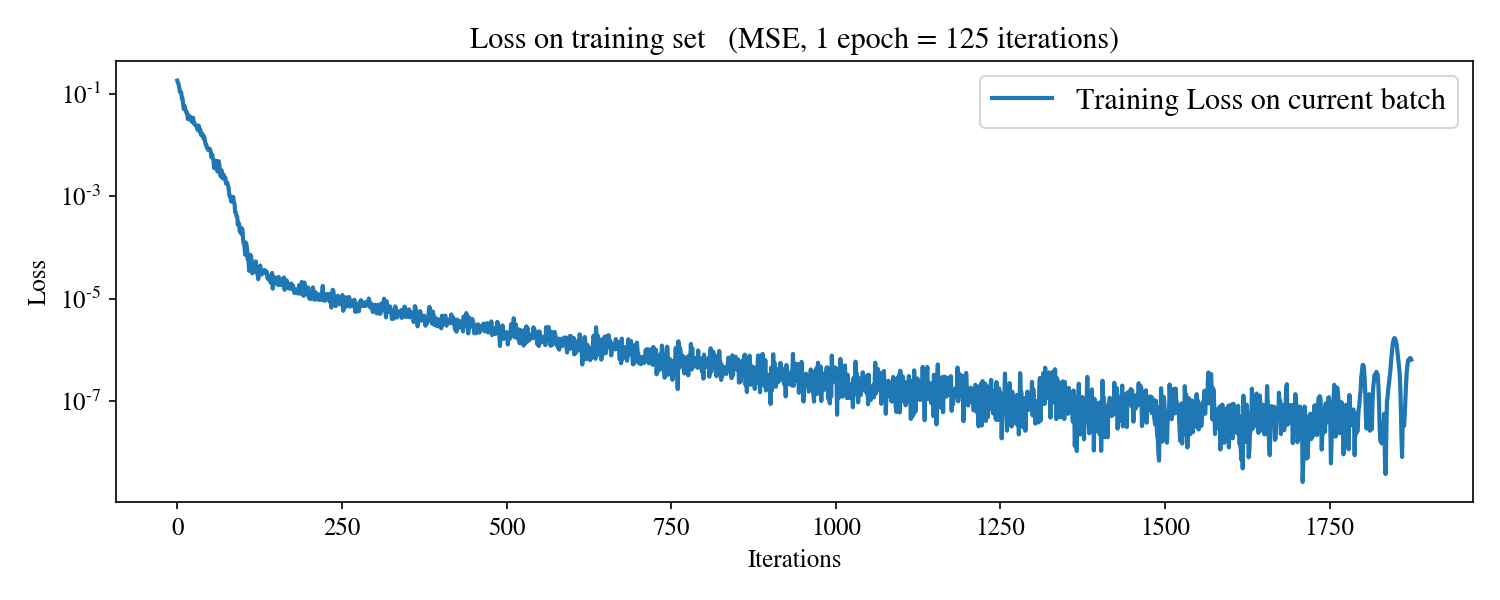 Loss on training set (MSE, 1 epoch = 125 iterations)
Training Loss on current batch
Loss
10-1
10-3
10-5
10-7
0 250 500 750 1000 1250 1500 1750
Iterations